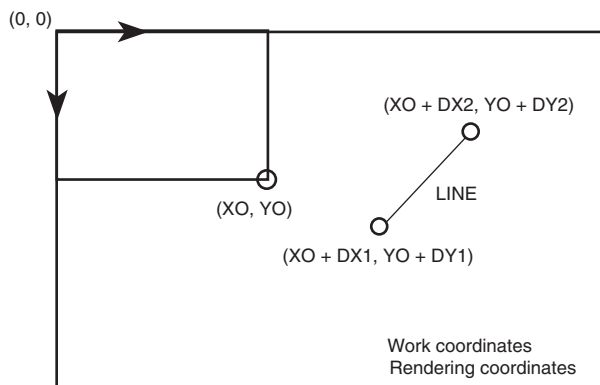 (0, 0)
(XO + DX2, YO + DY2)
LINE
(XO, YO)
(XO + DX1, YO + DY1)
Work coordinates
Rendering coordinates